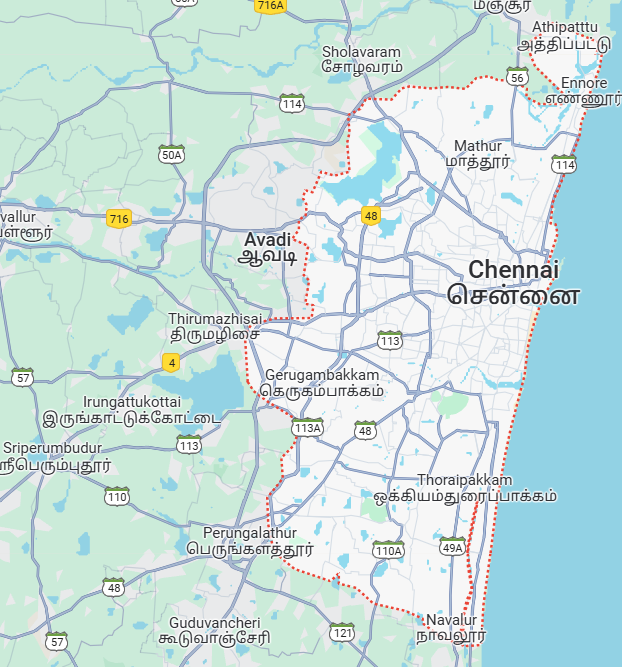 716A
மஞ்சூர்
Athipatttu
அத்திப்பட்டு
Sholavaram
சோழவரம்
56
Ennore
எண்ணூர்
114
Mathur
மாத்தூர்
50A
114
716
48
Avadi
ஆவடி
Chennai
சென்னை
Thirumazhisai
திருமழிசை
113
4
57
Gerugambakkam
கெருகம்பாக்கம்
Irungattukottai
இருங்காட்டுக்கோட்டை
113A
48
113
Sriperumbudur
Thoraipakkam
ஒக்கியம்துரைப்பாக்கம்
110
Perungalathur
பெருங்களத்தூர்
110A
49A
48
Guduvancheri
கூடுவாஞ்சேரி
Navalur
நாவலூர்
121
57